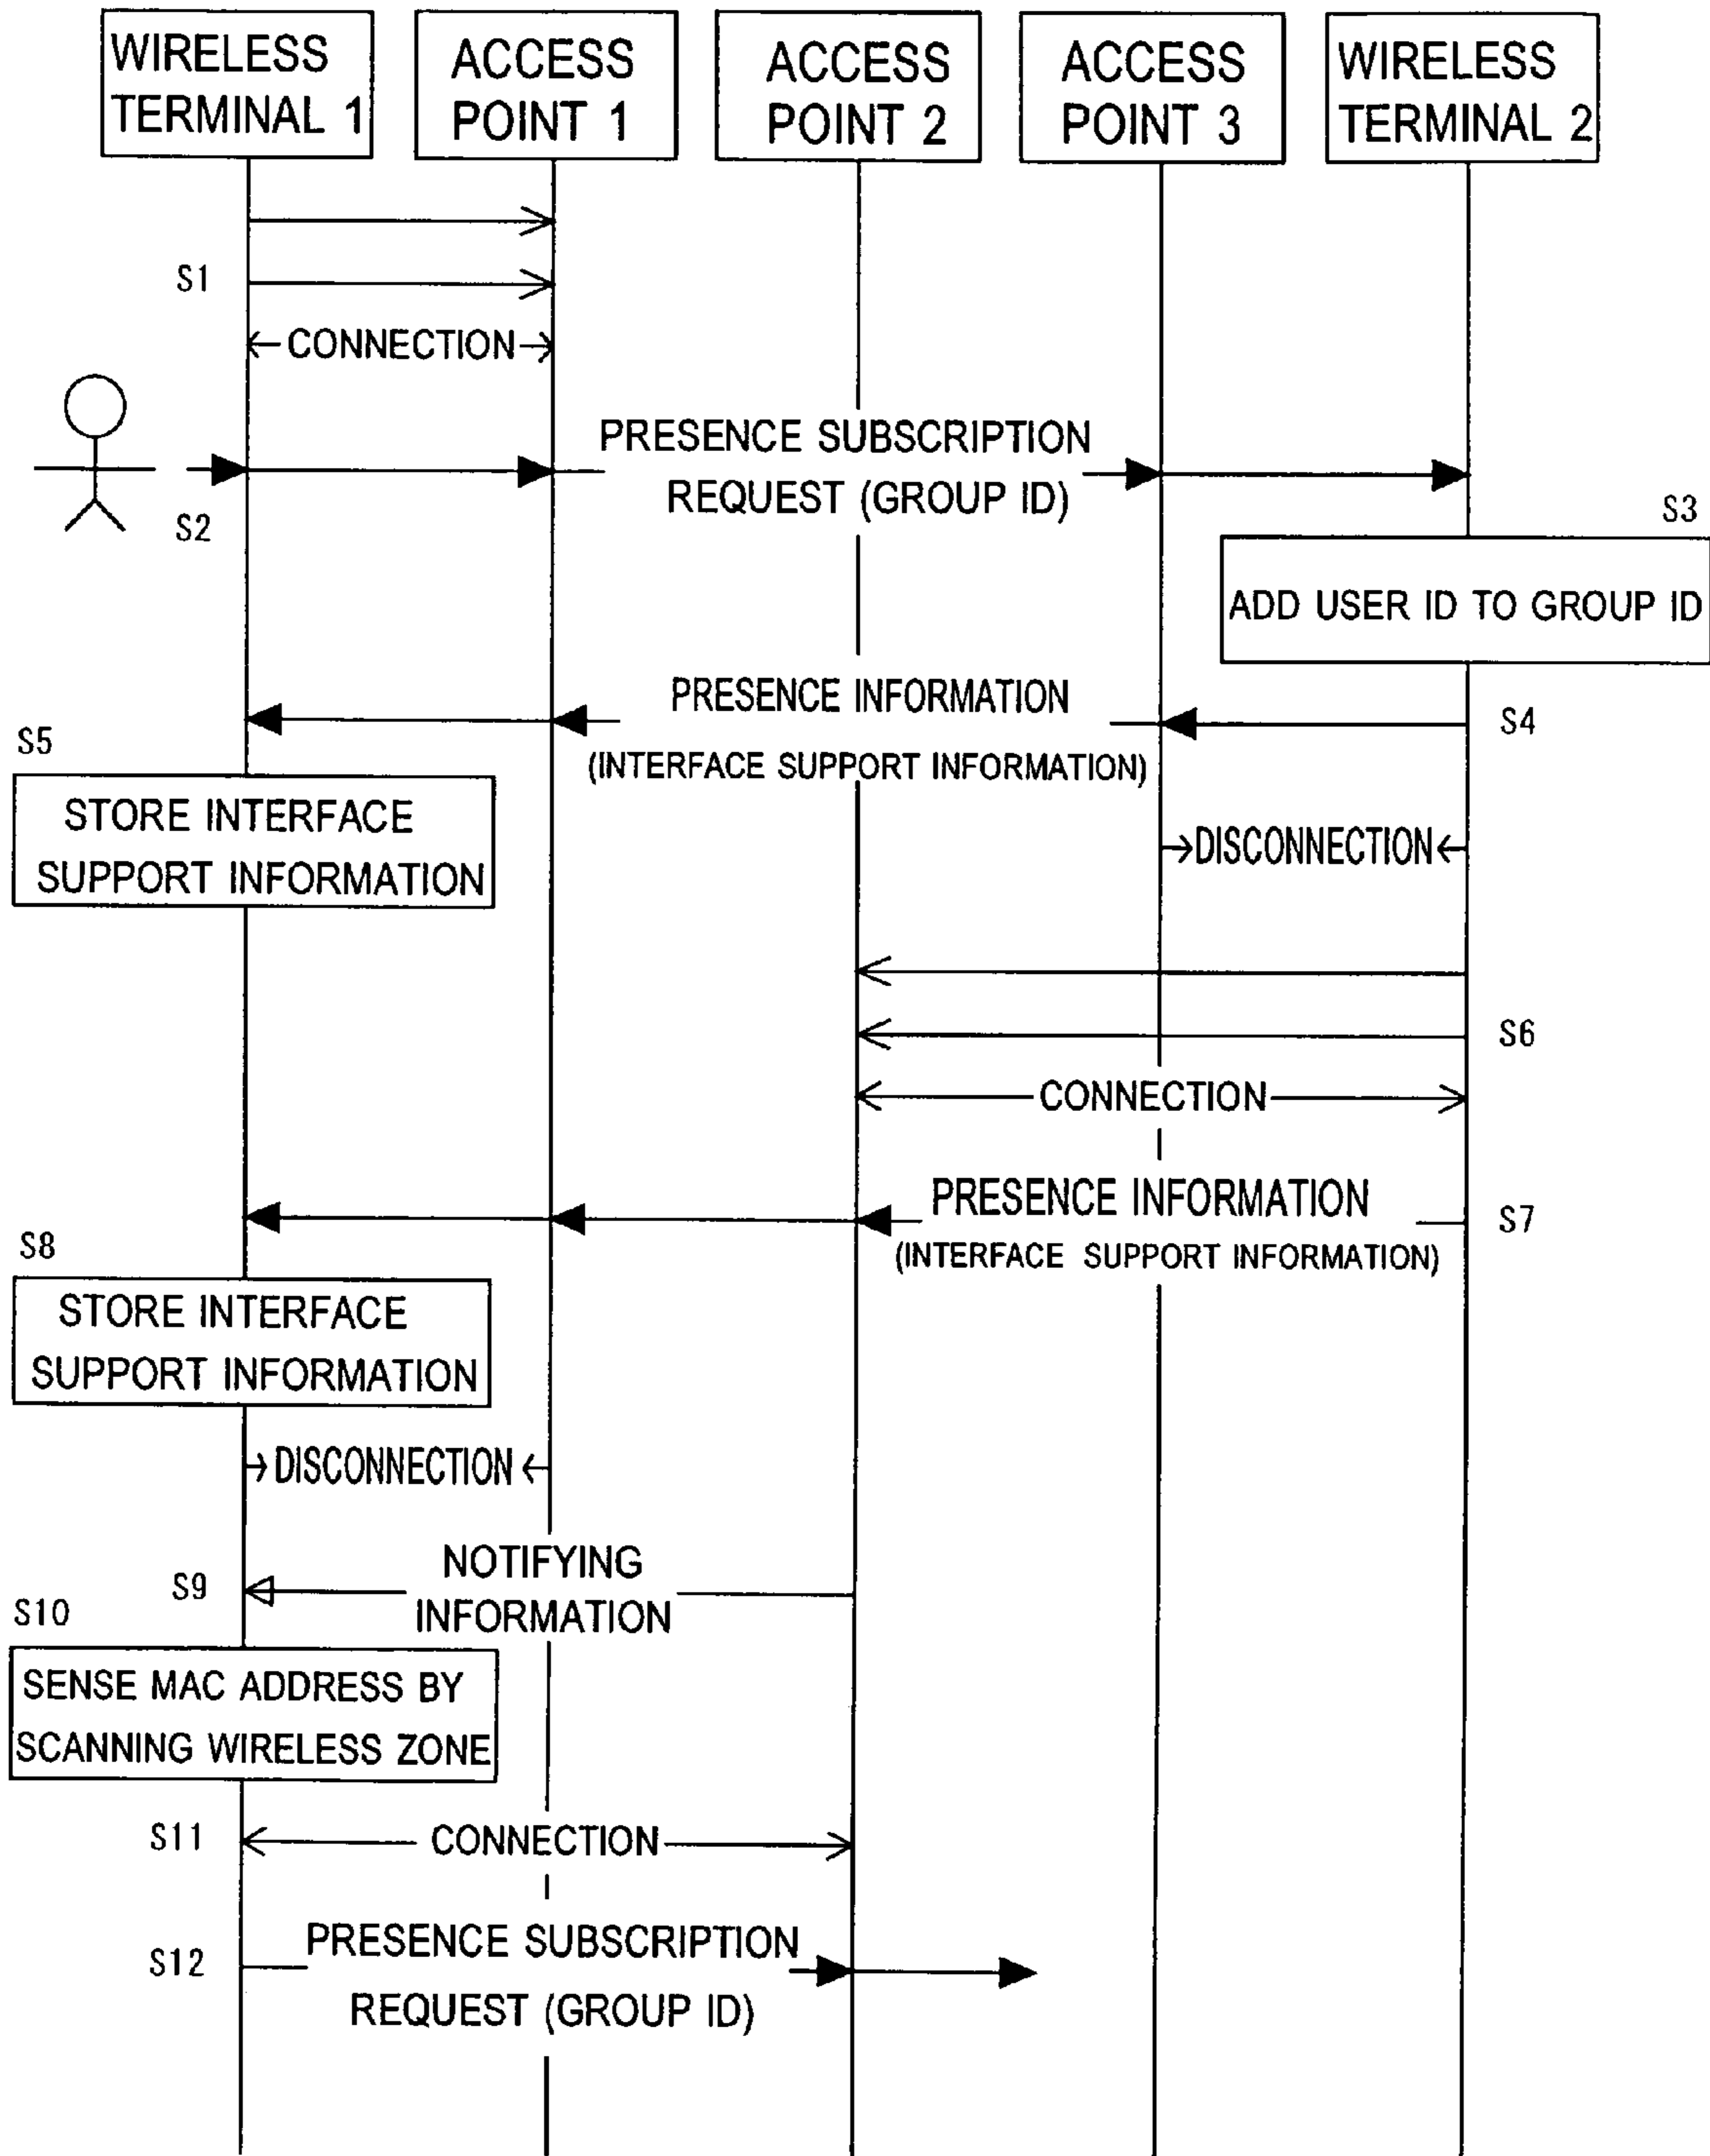 WIRELESS
TERMINAL 1
ACCESS
POINT 1
ACCESS
POINT 2
ACCESS
POINT 3
WIRELESS
TERMINAL 2
S1
CONNECTION
PRESENCE SUBSCRIPTION
REQUEST (GROUP ID)
S2
S3
ADD USER ID TO GROUP ID
PRESENCE INFORMATION
(INTERFACE SUPPORT INFORMATION)
S4
S5
STORE INTERFACE
SUPPORT INFORMATION
DISCONNECTION
S6
CONNECTION
PRESENCE INFORMATION
(INTERFACE SUPPORT INFORMATION)
S7
S8
STORE INTERFACE
SUPPORT INFORMATION
DISCONNECTION
S9
NOTIFYING
INFORMATION
S10
SENSE MAC ADDRESS BY
SCANNING WIRELESS ZONE
S11
CONNECTION
S12
PRESENCE SUBSCRIPTION
REQUEST (GROUP ID)